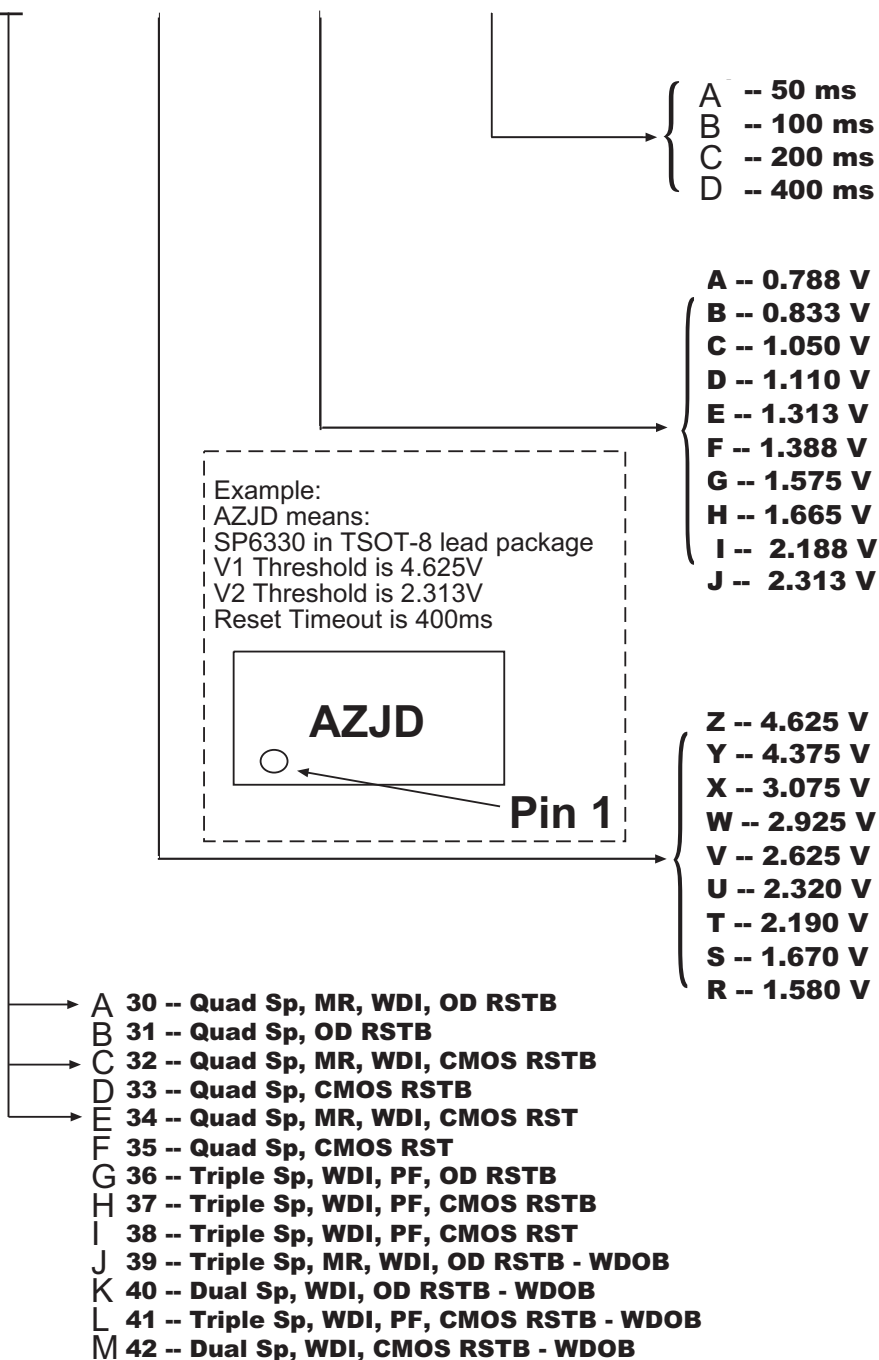 A -- 50 ms
B -- 100 ms
C -- 200 ms
D -- 400 ms
A -- 0.788 V
B -- 0.833 V
C -- 1.050 V
D -- 1.110 V
E -- 1.313 V
F -- 1.388 V
G -- 1.575 V
H -- 1.665 V
I -- 2.188 V
J -- 2.313 V
Example:
AZJD means:
SP6330 in TSOT-8 lead package
V1 Threshold is 4.625V
V2 Threshold is 2.313V
Reset Timeout is 400ms
AZJD
Pin 1
Z -- 4.625 V
Y -- 4.375 V
X -- 3.075 V
W -- 2.925 V
V -- 2.625 V
U -- 2.320 V
T -- 2.190 V
S -- 1.670 V
R -- 1.580 V
A 30 -- Quad Sp, MR, WDI, OD RSTB
B 31 -- Quad Sp, OD RSTB
C 32 -- Quad Sp, MR, WDI, CMOS RSTB
D 33 -- Quad Sp, CMOS RSTB
E 34 -- Quad Sp, MR, WDI, CMOS RST
F 35 -- Quad Sp, CMOS RST
G 36 -- Triple Sp, WDI, PF, OD RSTB
H 37 -- Triple Sp, WDI, PF, CMOS RSTB
I 38 -- Triple Sp, WDI, PF, CMOS RST
J 39 -- Triple Sp, MR, WDI, OD RSTB - WDOB
K 40 -- Dual Sp, WDI, OD RSTB - WDOB
L 41 -- Triple Sp, WDI, PF, CMOS RSTB - WDOB
M 42 -- Dual Sp, WDI, CMOS RSTB - WDOB